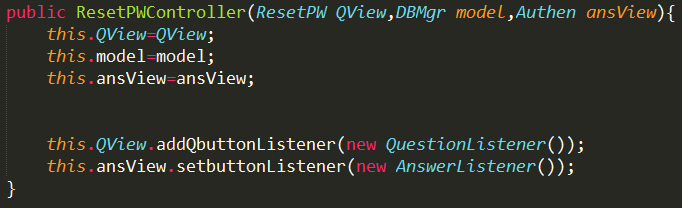 public ResetPWController(ResetPW QView,DBMgr model,Authen ansView){
this.QView=QView;
this.model=model;
this.ansView=ansView;
this.QView.addQbuttonListener(new QuestionListener());
this.ansView.setbuttonListener(new AnswerListener());
}